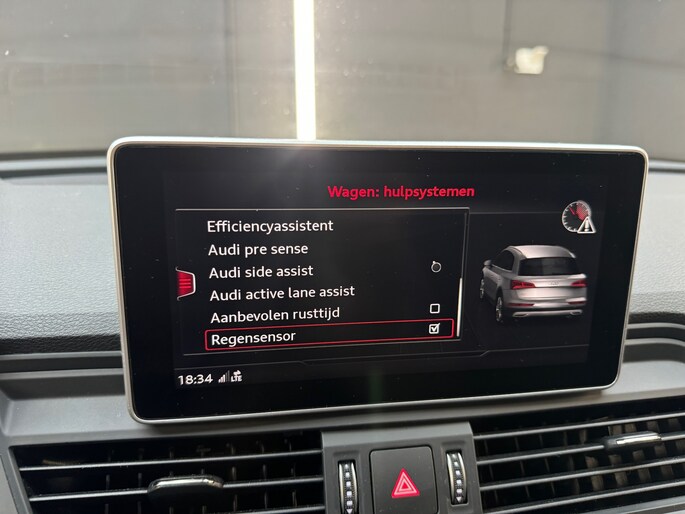 Wagen: hulpsystemen
Efficiencyassistent
Audi pre sense
Audi side assist
Audi active lane assist
Aanbevolen rusttijd
Regensensor
18:34 LTE